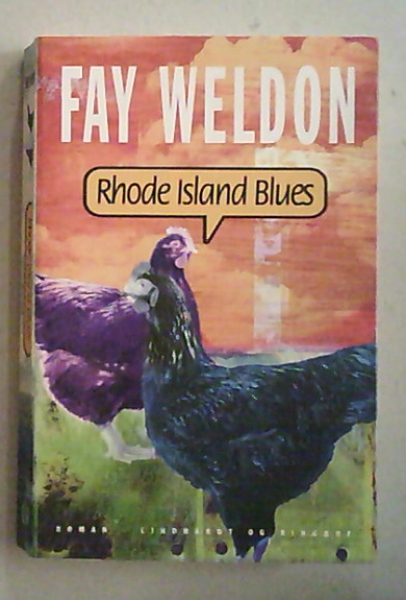 FAY WELDON
Rhode Island Blues
ROMAN LINDHARDT OG RINGHOF